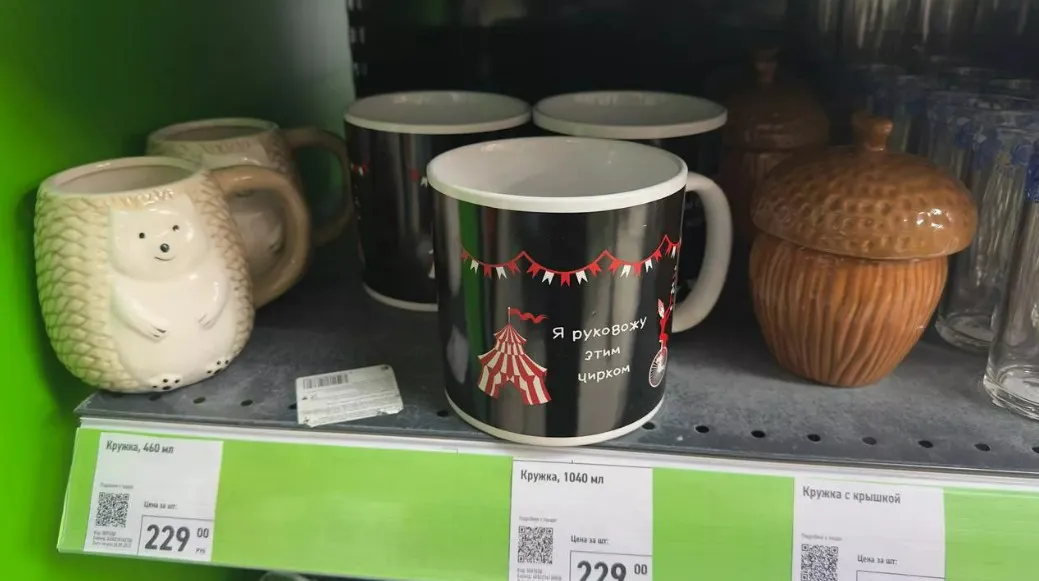 Я руковожу
этим
цирком
Кружка, 460 мл
Цена за шт:
229 00
РУБ
Кружка, 1040 мл
Цена за шт:
229 00
Кружка с крышкой
Цена за шт: